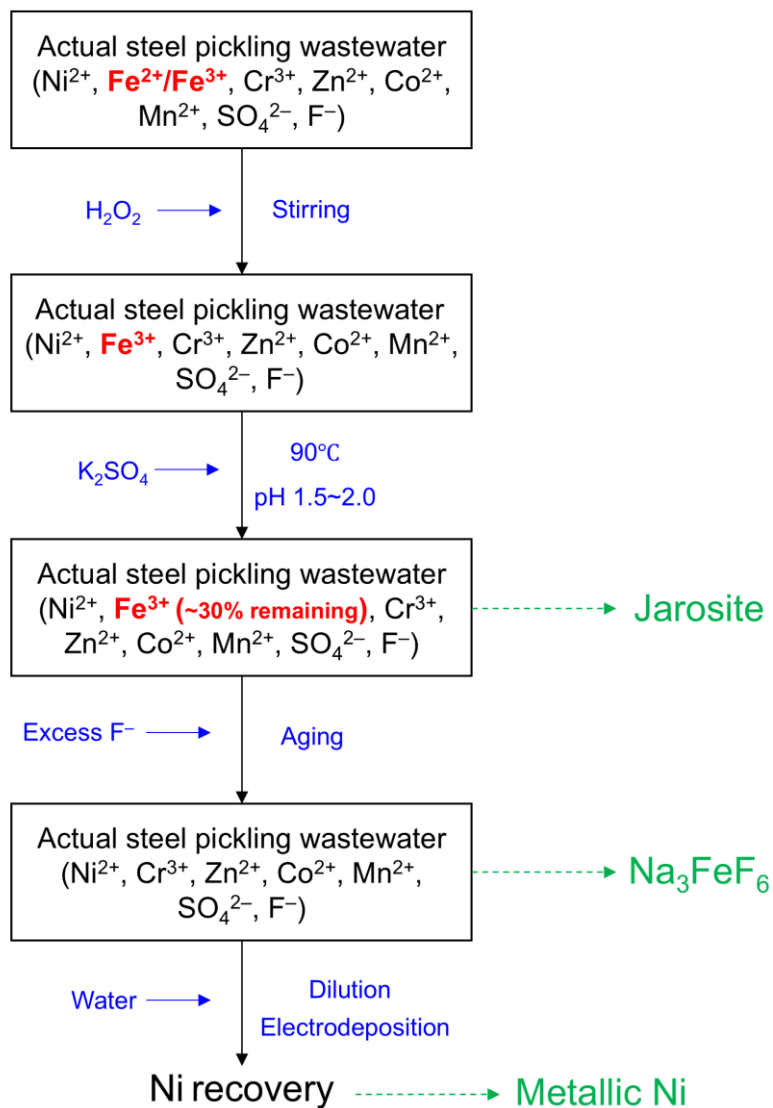 Actual steel pickling wastewater
(Ni²⁺, Fe²⁺/Fe³⁺, Cr³⁺, Zn²⁺, Co²⁺,
Mn²⁺, SO₄²⁻, F⁻)
H₂O₂
Stirring
Actual steel pickling wastewater
(Ni²⁺, Fe³⁺, Cr³⁺, Zn²⁺, Co²⁺, Mn²⁺,
SO₄²⁻, F⁻)
K₂SO₄
90℃
pH 1.5~2.0
Actual steel pickling wastewater
(Ni²⁺, Fe³⁺ (~30% remaining), Cr³⁺,
Zn²⁺, Co²⁺, Mn²⁺, SO₄²⁻, F⁻)
Jarosite
Excess F⁻
Aging
Actual steel pickling wastewater
(Ni²⁺, Cr³⁺, Zn²⁺, Co²⁺, Mn²⁺,
SO₄²⁻, F⁻)
Na₃FeF₆
Water
Dilution
Electrodeposition
Ni recovery
Metallic Ni